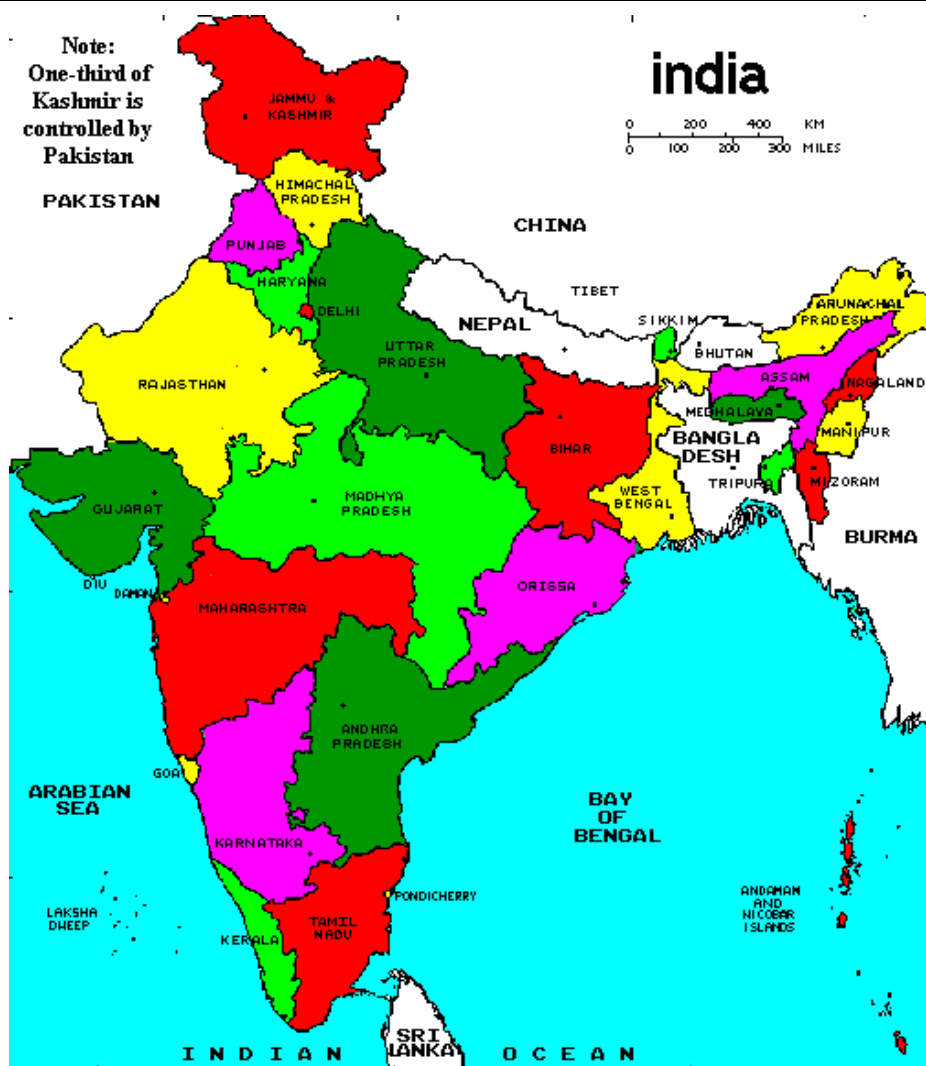 Note:
One-third of
Kashmir is
controlled by
Pakistan
india
0 200 400 KM
0 100 200 300 MILES
JAMMU &
KASHMIR
PAKISTAN
HIMACHAL
PRADESH
CHINA
PUNJAB
HARYANA
TIBET
DELHI
NEPAL
SIKKIM
ARUNACHAL
PRADESH
BHUTAN
UTTAR
PRADESH
RAJASTHAN
ASSAM
NAGALAND
MEGHALAYA
MANIPUR
BANGLA
DESH
BIHAR
TRIPURA
MIZORAM
WEST
BENGAL
MADHYA
PRADESH
GUJARAT
BURMA
DIU
DAMAN
ORISSA
MAHARASHTRA
ANDHRA
PRADESH
GOA
ARABIAN
SEA
BAY
OF
BENGAL
KARNATAKA
PONDICHERRY
ANDAMAN
AND
NICOBAR
ISLANDS
LAKSHA
DWEEP
TAMIL
NADU
KERALA
SRI
LANKA
INDIAN OCEAN